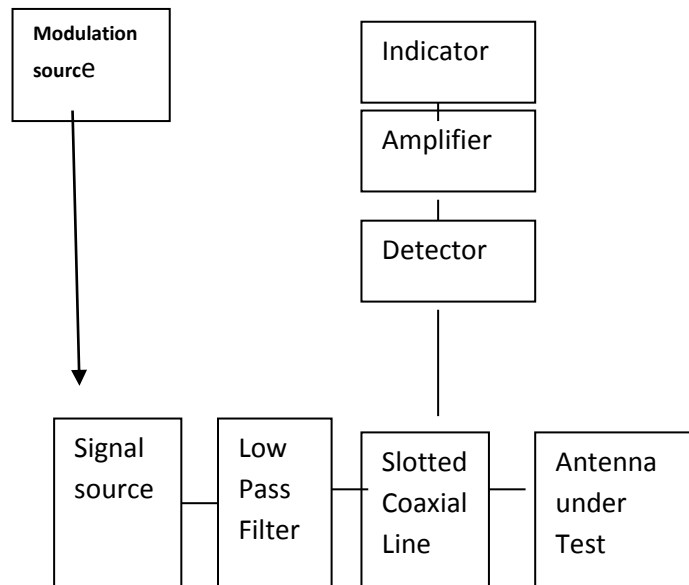 Modulation
source
Indicator
Amplifier
Detector
Signal
source
Low
Pass
Filter
Slotted
Coaxial
Line
Antenna
under
Test